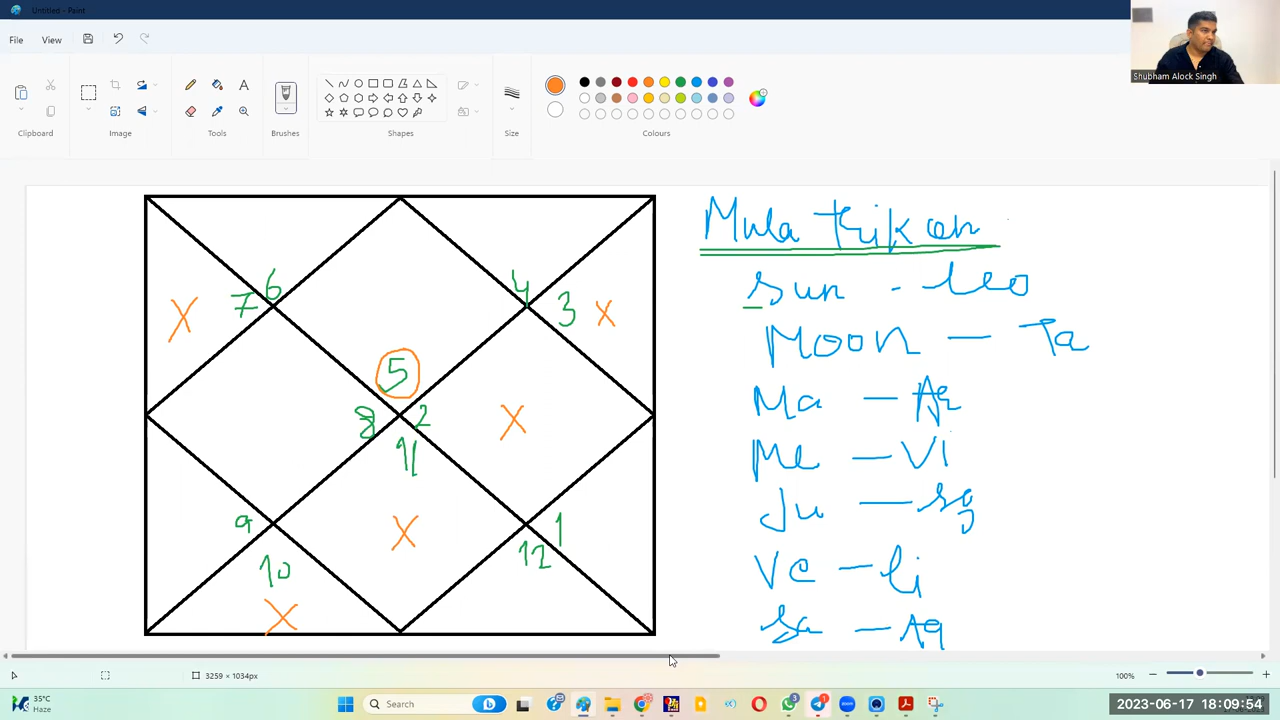 Untitled - Paint
File View
Clipboard Image Tools Brushes Shapes Size Colours
Shubham Alock Singh
Mula trikon
Sun - leo
Moon - Ta
Ma - Ar
Me - Vi
Ju - sg
Ve - li
Sa - Aq
6
7
4
3
5
8
2
11
9
10
1
12
X
X
X
X
X
3259 × 1034px
100%
35°C
Haze
Search
2023-06-17 18:09:54